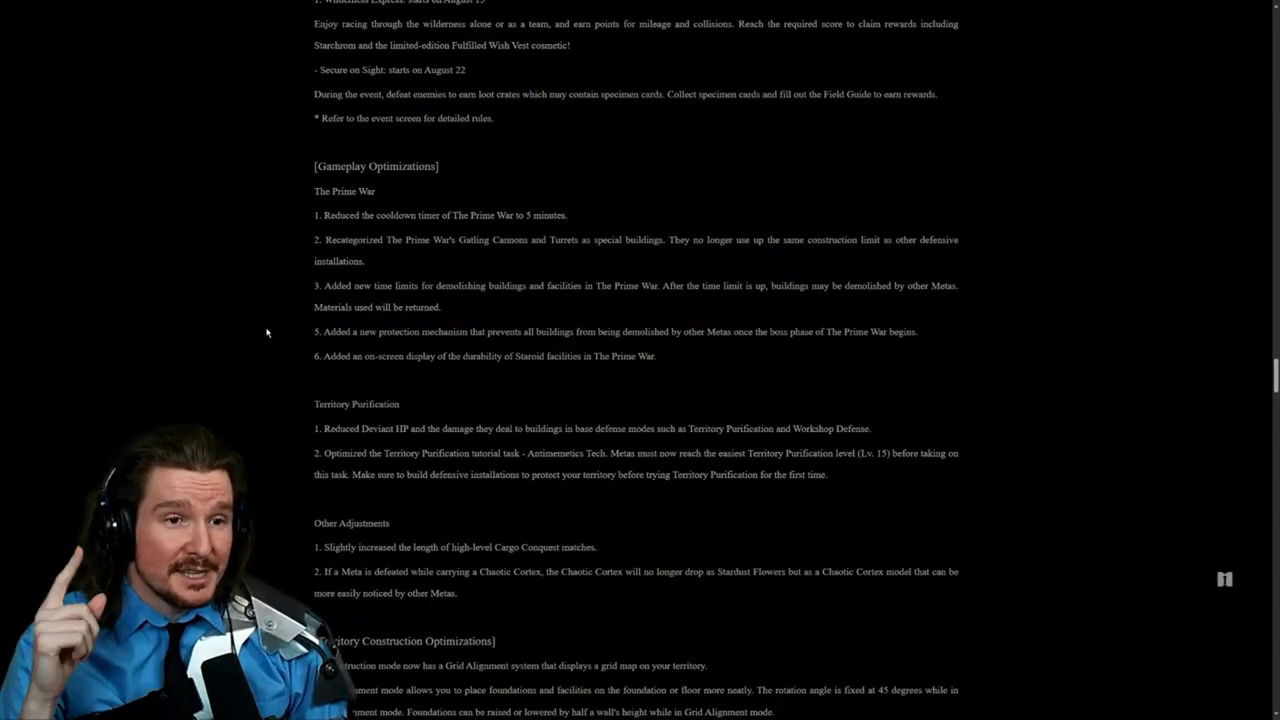 1. Wilderness Express: starts on August 15
Enjoy racing through the wilderness alone or as a team, and earn points for mileage and collisions. Reach the required score to claim rewards including
Starchrom and the limited-edition Fulfilled Wish Vest cosmetic!
- Secure on Sight: starts on August 22
During the event, defeat enemies to earn loot crates which may contain specimen cards. Collect specimen cards and fill out the Field Guide to earn rewards.
* Refer to the event screen for detailed rules.
[Gameplay Optimizations]
The Prime War
1. Reduced the cooldown timer of The Prime War to 5 minutes.
2. Recategorized The Prime War's Gatling Cannons and Turrets as special buildings. They no longer use up the same construction limit as other defensive
installations.
3. Added new time limits for demolishing buildings and facilities in The Prime War. After the time limit is up, buildings may be demolished by other Metas.
Materials used will be returned.
5. Added a new protection mechanism that prevents all buildings from being demolished by other Metas once the boss phase of The Prime War begins.
6. Added an on-screen display of the durability of Staroid facilities in The Prime War.
Territory Purification
1. Reduced Deviant HP and the damage they deal to buildings in base defense modes such as Territory Purification and Workshop Defense.
2. Optimized the Territory Purification tutorial task - Antimemetics Tech. Metas must now reach the easiest Territory Purification level (Lv. 15) before taking on
this task. Make sure to build defensive installations to protect your territory before trying Territory Purification for the first time.
Other Adjustments
1. Slightly increased the length of high-level Cargo Conquest matches.
2. If a Meta is defeated while carrying a Chaotic Cortex, the Chaotic Cortex will no longer drop as Stardust Flowers but as a Chaotic Cortex model that can be
more easily noticed by other Metas.
ritory Construction Optimizations]
truction mode now has a Grid Alignment system that displays a grid map on your territory.
nment mode allows you to place foundations and facilities on the foundation or floor more neatly. The rotation angle is fixed at 45 degrees while in
nment mode. Foundations can be raised or lowered by half a wall's height while in Grid Alignment mode.